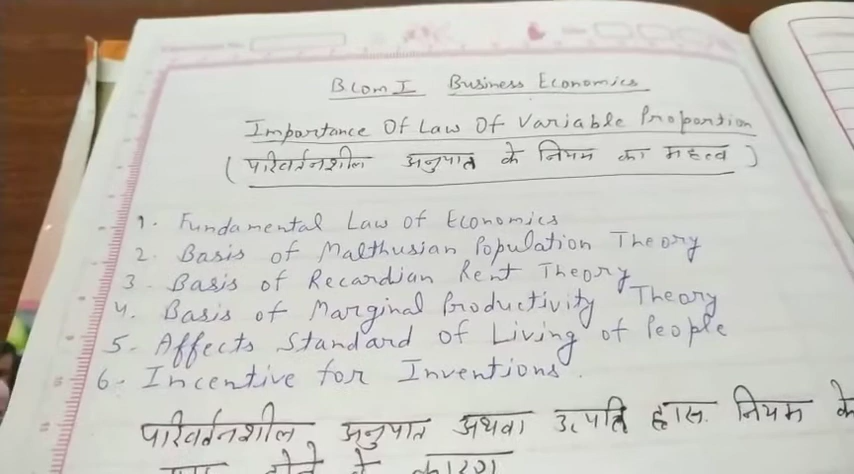 B.Com I Business Economics
Importance Of Law Of Variable Proportion
(परिवर्तनशील अनुपात के नियम का महत्व)
1. Fundamental Law of Economics
2. Basis of Malthusian Population Theory
3. Basis of Recardian Rent Theory
4. Basis of Marginal Productivity Theory
5. Affects Standard of Living of People
6. Incentive for Inventions.
परिवर्तनशील अनुपात अथवा उत्पत्ति ह्रास नियम के
होने के कारण